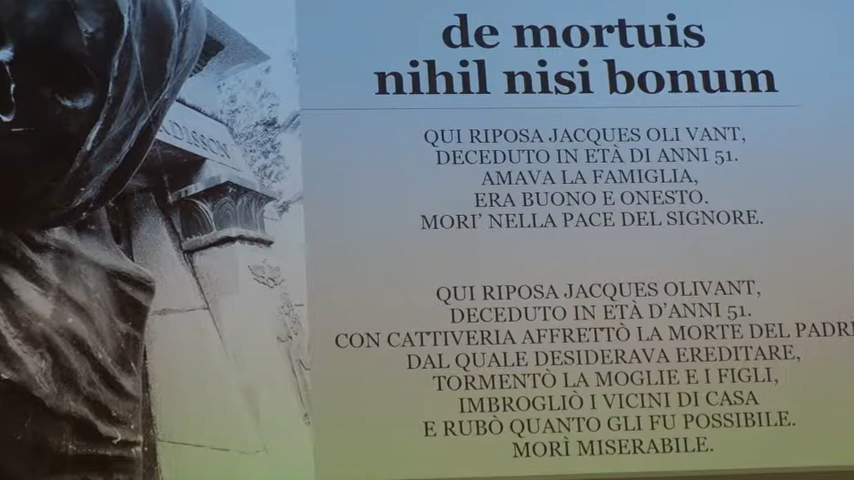 ADISSON
de mortuis
nihil nisi bonum
QUI RIPOSA JACQUES OLI VANT,
DECEDUTO IN ETÀ DI ANNI 51.
AMAVA LA FAMIGLIA,
ERA BUONO E ONESTO.
MORI' NELLA PACE DEL SIGNORE.
QUI RIPOSA JACQUES OLIVANT,
DECEDUTO IN ETÀ D'ANNI 51.
CON CATTIVERIA AFFRETTÒ LA MORTE DEL PADRE
DAL QUALE DESIDERAVA EREDITARE
TORMENTÒ LA MOGLIE E I FIGLI,
IMBROGLIÒ I VICINI DI CASA
E RUBÒ QUANTO GLI FU POSSIBILE.
MORÌ MISERABILE.